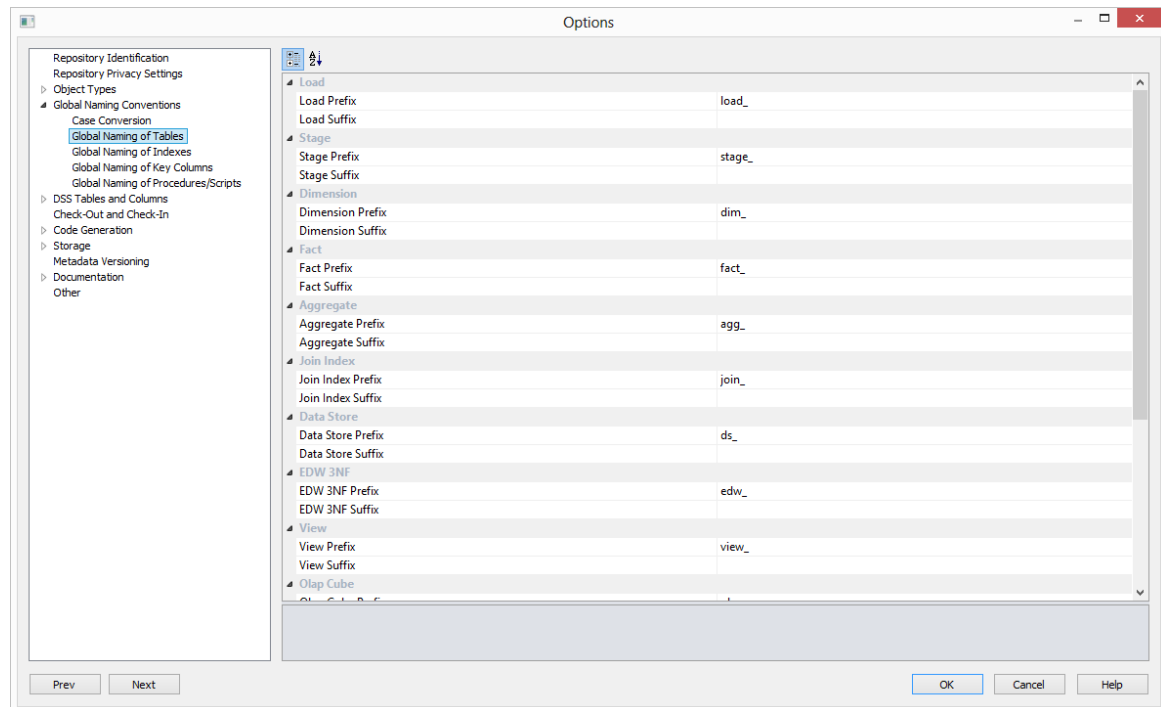 Options
Repository Identification
Repository Privacy Settings
Object Types
Global Naming Conventions
Case Conversion
Global Naming of Tables
Global Naming of Indexes
Global Naming of Key Columns
Global Naming of Procedures/Scripts
DSS Tables and Columns
Check-Out and Check-In
Code Generation
Storage
Metadata Versioning
Documentation
Other
Load
Load Prefix load_
Load Suffix
Stage
Stage Prefix stage_
Stage Suffix
Dimension
Dimension Prefix dim_
Dimension Suffix
Fact
Fact Prefix fact_
Fact Suffix
Aggregate
Aggregate Prefix agg_
Aggregate Suffix
Join Index
Join Index Prefix join_
Join Index Suffix
Data Store
Data Store Prefix ds_
Data Store Suffix
EDW 3NF
EDW 3NF Prefix edw_
EDW 3NF Suffix
View
View Prefix view_
View Suffix
Olap Cube
Prev Next OK Cancel Help